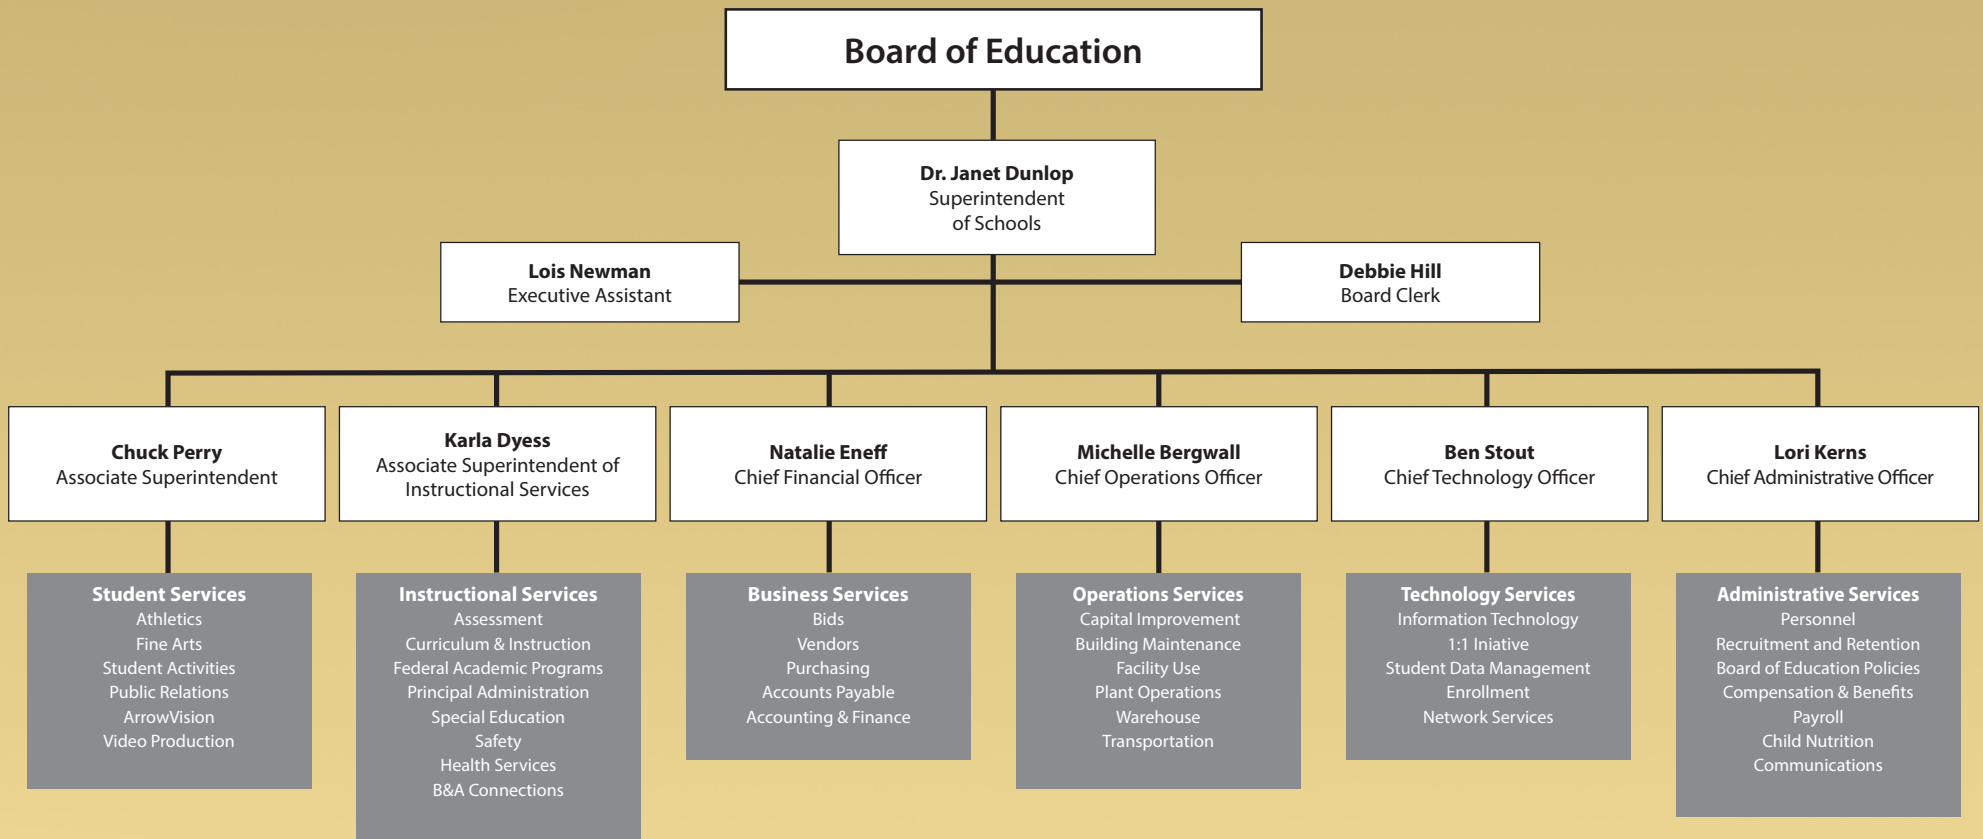 Board of Education
Dr. Janet Dunlop
Superintendent
of Schools
Lois Newman
Executive Assistant
Debbie Hill
Board Clerk
Chuck Perry
Associate Superintendent
Karla Dyess
Associate Superintendent of
Instructional Services
Natalie Eneff
Chief Financial Officer
Michelle Bergwall
Chief Operations Officer
Ben Stout
Chief Technology Officer
Lori Kerns
Chief Administrative Officer
Student Services
Athletics
Fine Arts
Student Activities
Public Relations
ArrowVision
Video Production
Instructional Services
Assessment
Curriculum & Instruction
Federal Academic Programs
Principal Administration
Special Education
Safety
Health Services
B&A Connections
Business Services
Bids
Vendors
Purchasing
Accounts Payable
Accounting & Finance
Operations Services
Capital Improvement
Building Maintenance
Facility Use
Plant Operations
Warehouse
Transportation
Technology Services
Information Technology
1:1 Iniative
Student Data Management
Enrollment
Network Services
Administrative Services
Personnel
Recruitment and Retention
Board of Education Policies
Compensation & Benefits
Payroll
Child Nutrition
Communications